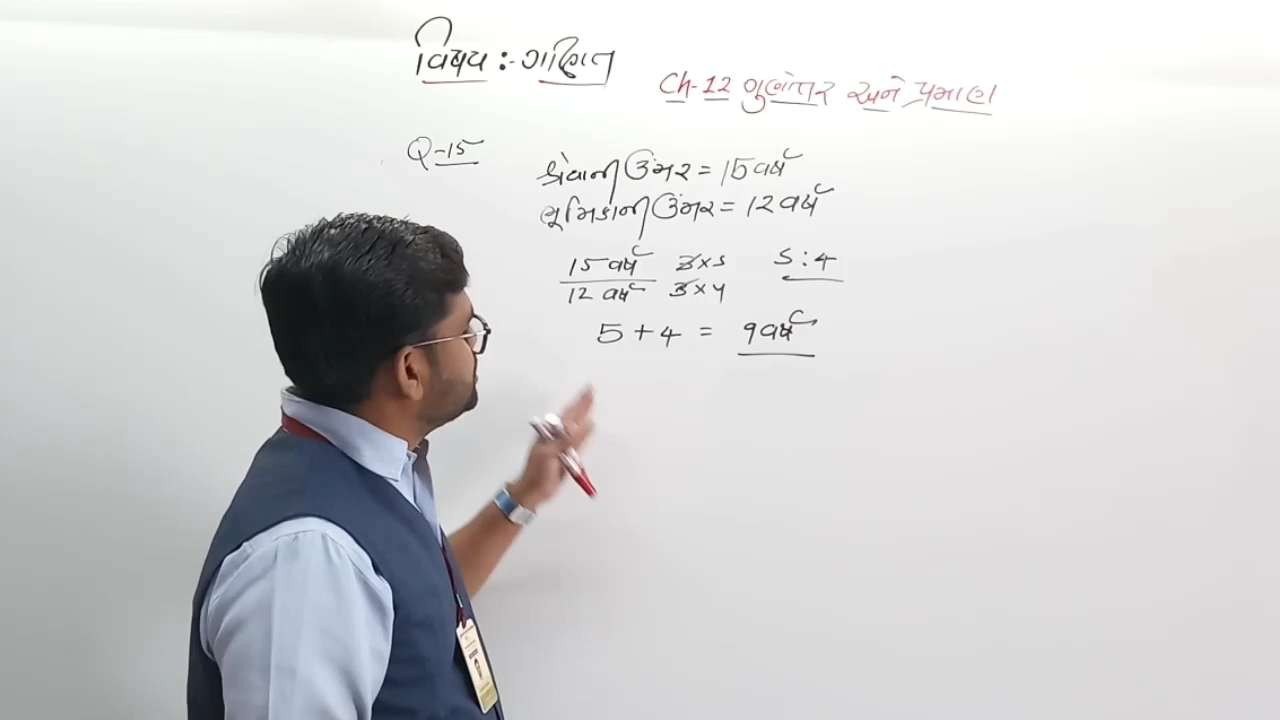 વિષય :- ગણિત
Ch-12 ગુણોત્તર અને પ્રમાણ
Q-15
શ્રેયાની ઉંમર = 15 વર્ષ
ભૂમિકાની ઉંમર = 12 વર્ષ
15 વર્ષ 3×5 5:4
12 વર્ષ 3×4
5 + 4 = 9 વર્ષ